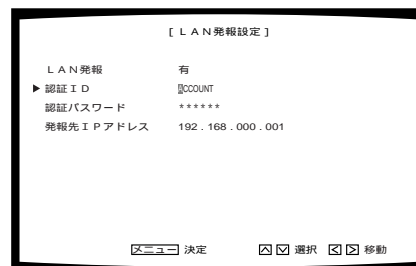 [ＬＡＮ発報設定]
ＬＡＮ発報 有
▶ 認証ＩＤ ACCOUNT
認証パスワード ******
発報先ＩＰアドレス 192．168．000．001
メニュー 決定 ∧ ∨ 選択 < > 移動